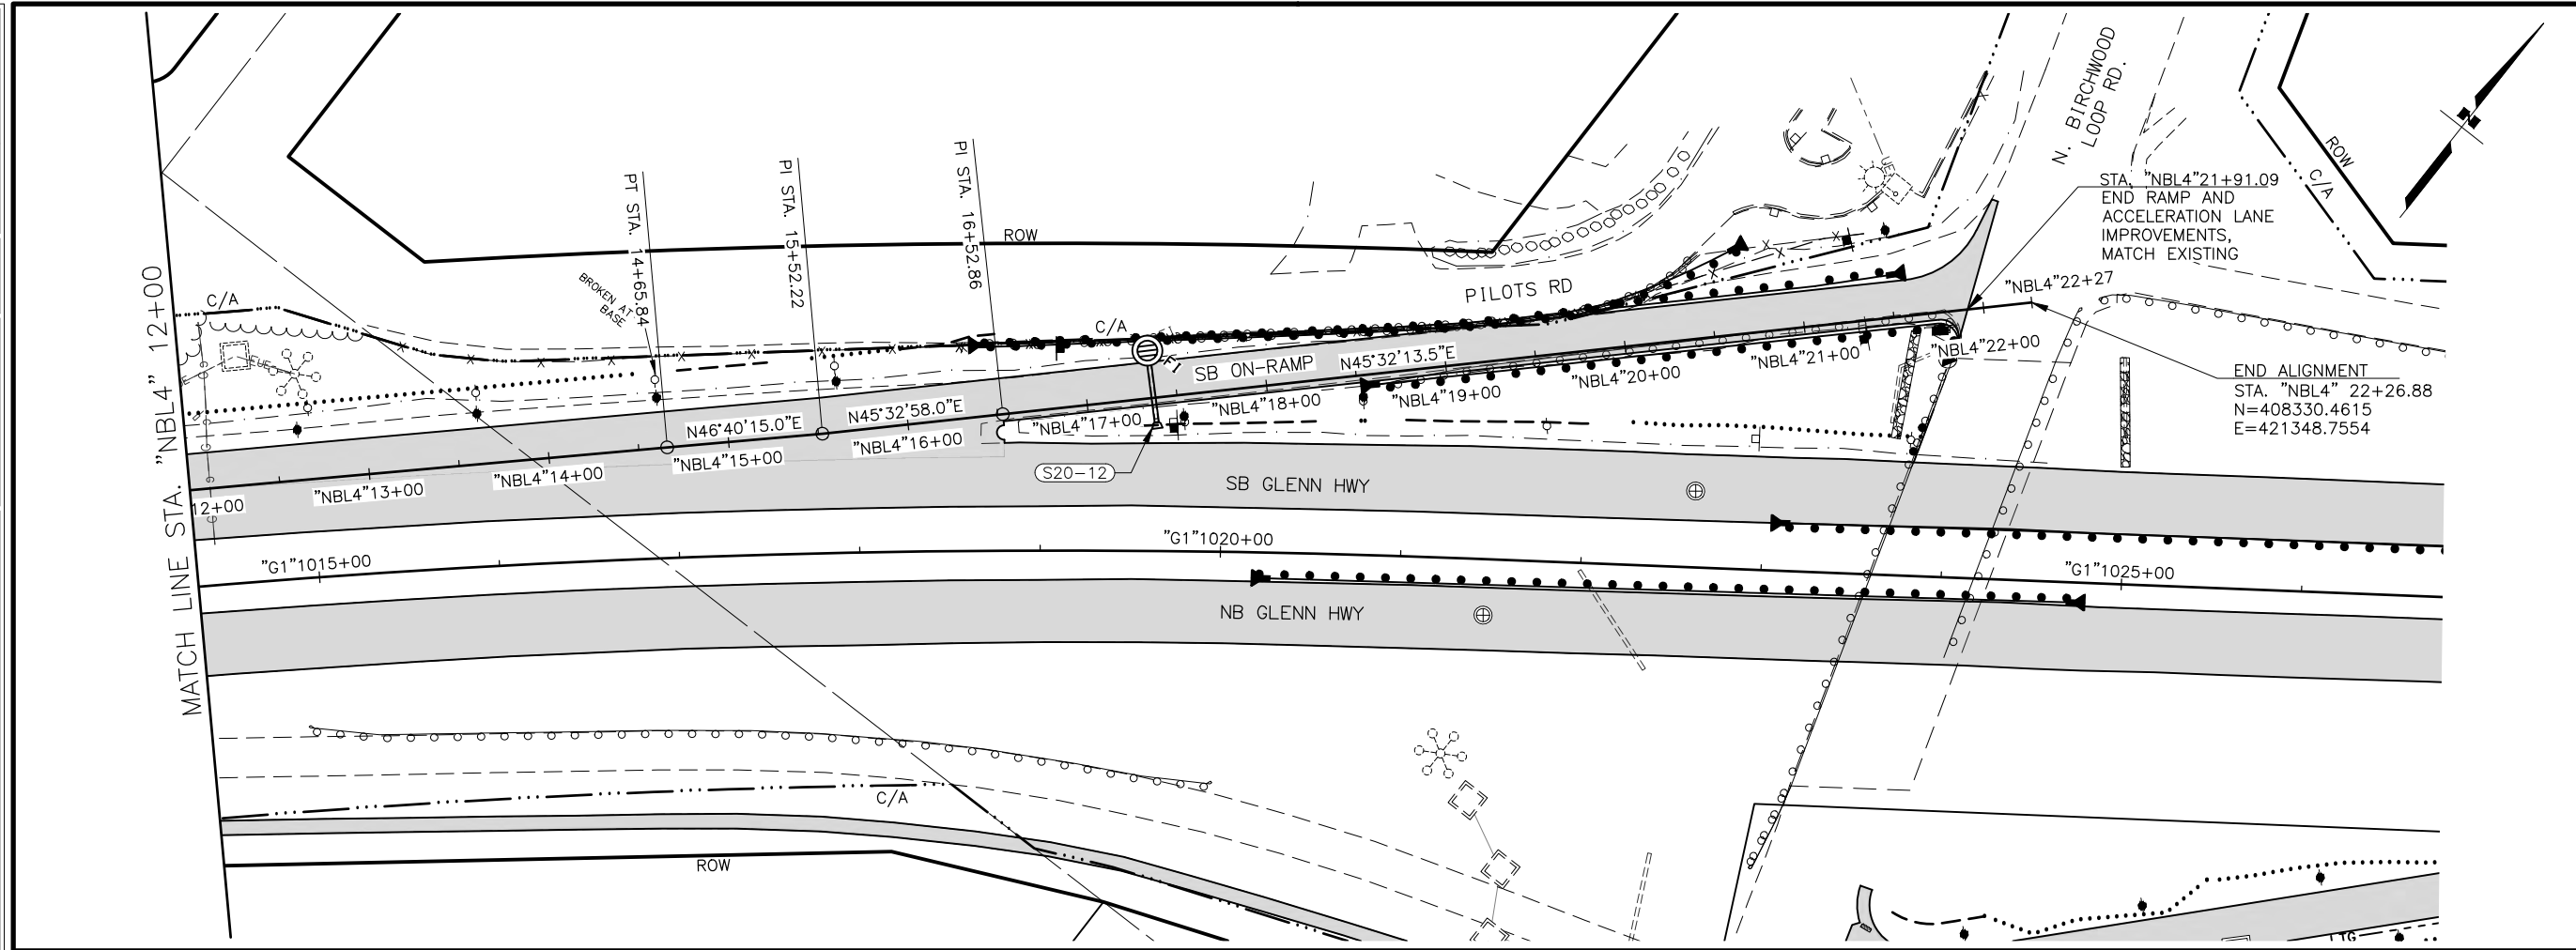 MATCH LINE STA. "NBL4" 12+00
C/A
BROKEN AT
BASE
PT STA. 14+65.84
PI STA. 15+52.22
PI STA. 16+52.86
ROW
C/A
PILOTS RD
N. BIRCHWOOD
LOOP RD.
ROW
C/A
N
STA. "NBL4"21+91.09
END RAMP AND
ACCELERATION LANE
IMPROVEMENTS,
MATCH EXISTING
"NBL4"22+27
END ALIGNMENT
STA. "NBL4" 22+26.88
N=408330.4615
E=421348.7554
SB ON-RAMP
N45°32'13.5"E
N46°40'15.0"E
N45°32'58.0"E
12+00
"NBL4"13+00
"NBL4"14+00
"NBL4"15+00
"NBL4"16+00
"NBL4"17+00
"NBL4"18+00
"NBL4"19+00
"NBL4"20+00
"NBL4"21+00
"NBL4"22+00
S20-12
SB GLENN HWY
"G1"1015+00
"G1"1020+00
"G1"1025+00
NB GLENN HWY
C/A
ROW